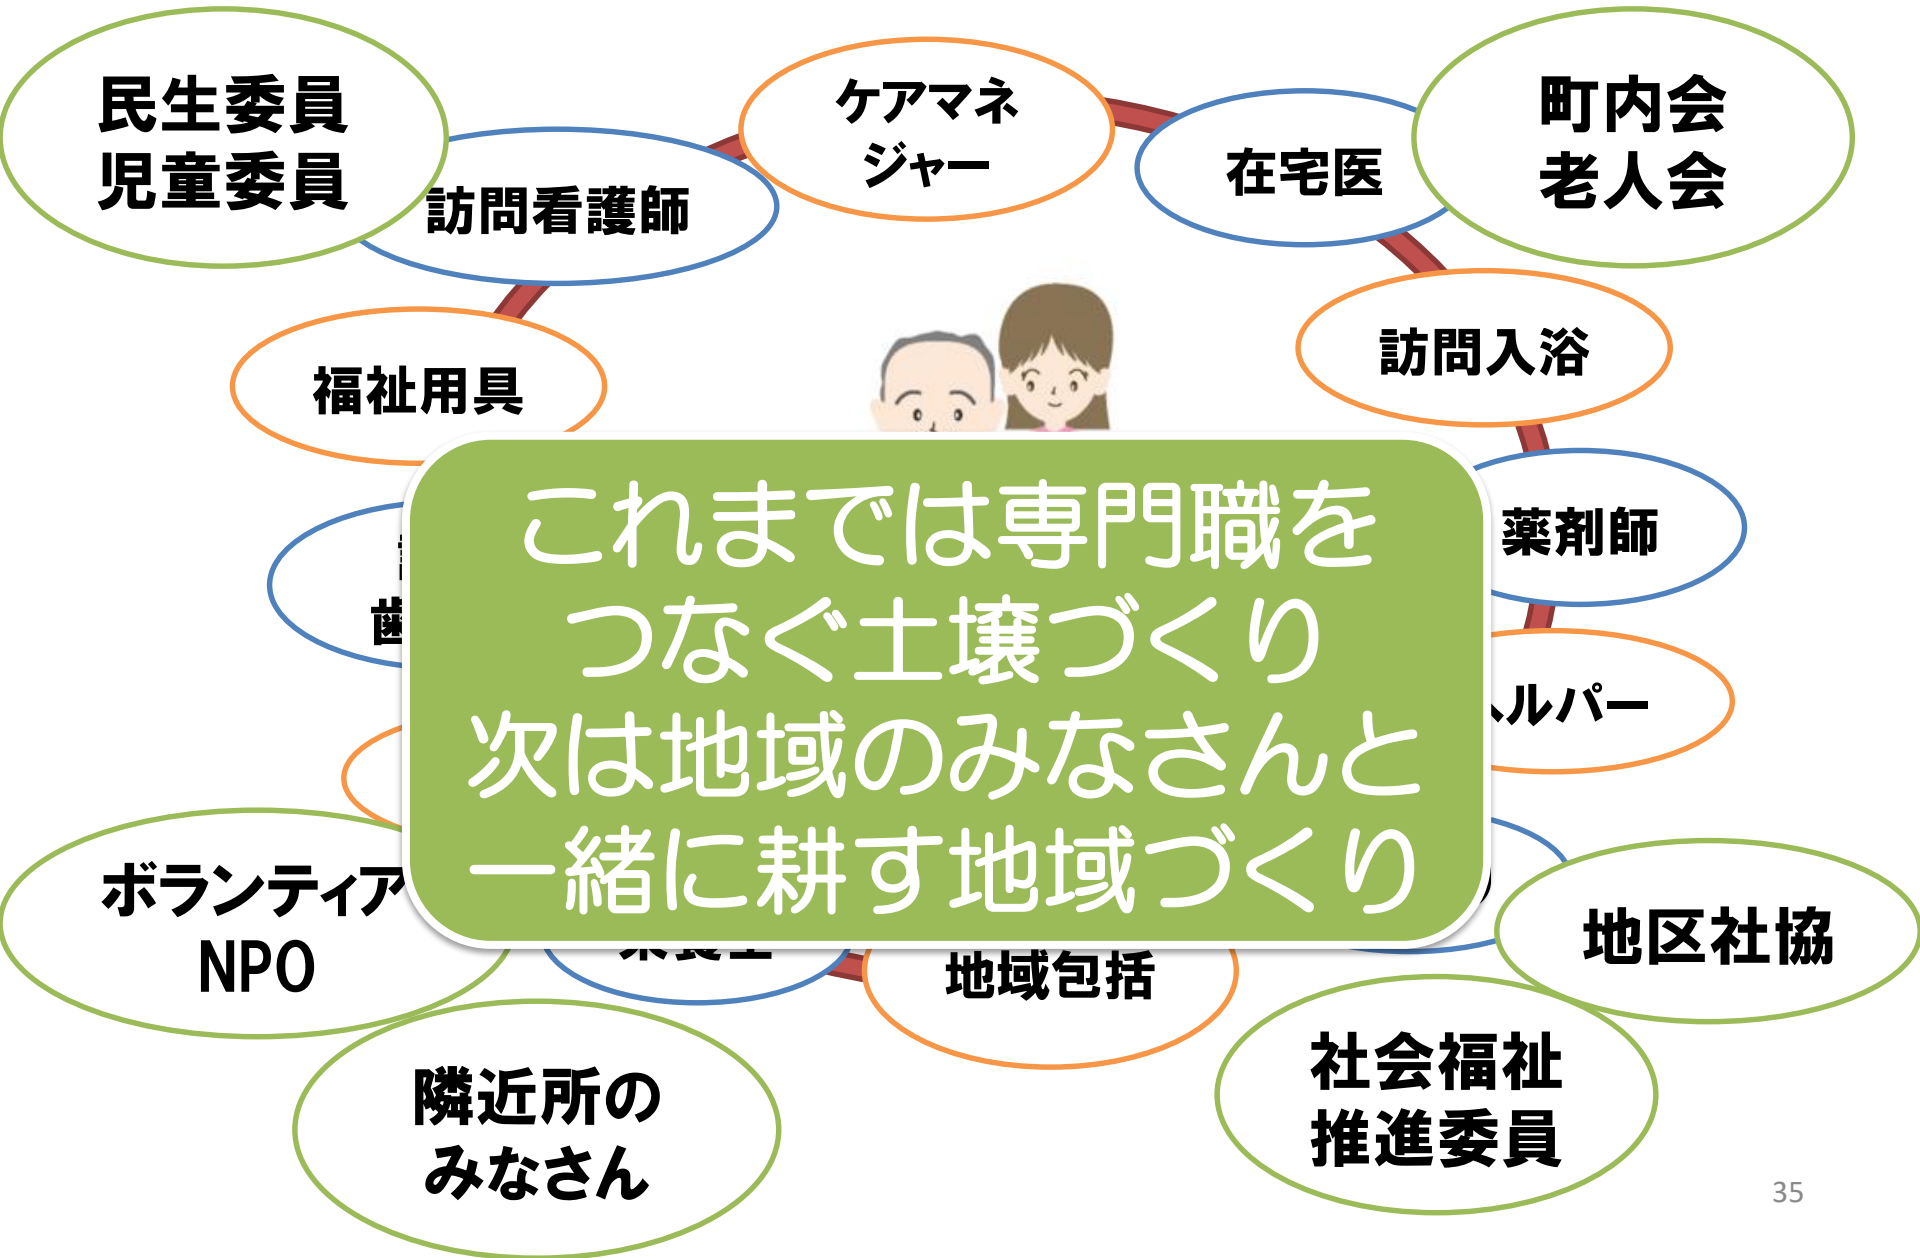 民生委員
児童委員
訪問看護師
ケアマネ
ジャー
在宅医
町内会
老人会
福祉用具
訪問入浴
これまでは専門職を
つなぐ土壌づくり
次は地域のみなさんと
一緒に耕す地域づくり
薬剤師
ヘルパー
ボランティア
NPO
地域包括
地区社協
隣近所の
みなさん
社会福祉
推進委員
35